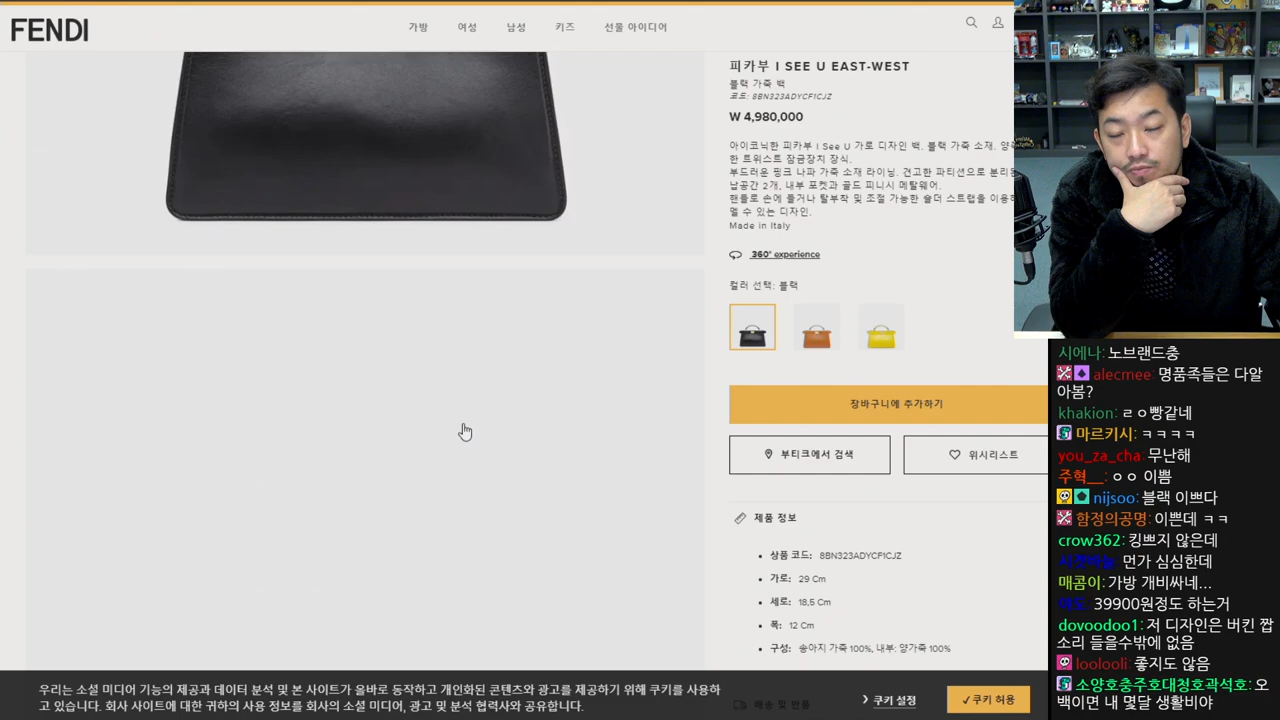 FENDI
가방 여성 남성 키즈 선물 아이디어
피카부 I SEE U EAST-WEST
블랙 가죽 백
코드: 8BN323ADYCF1CJZ
₩ 4,980,000
아이코닉한 피카부 I See U 가로 디자인 백. 블랙 가죽 소재. 양쪽
한 트위스트 잠금장치 장식.
부드러운 핑크 나파 가죽 소재 라이닝. 견고한 파티션으로 분리된
납공간 2개, 내부 포켓과 골드 피니시 메탈웨어.
핸들로 손에 들거나 탈부착 및 조절 가능한 숄더 스트랩을 이용해
멜 수 있는 디자인.
Made in Italy
360° experience
컬러 선택: 블랙
장바구니에 추가하기
부티크에서 검색
위시리스트
제품 정보
상품 코드: 8BN323ADYCF1CJZ
가로: 29 Cm
세로: 18,5 Cm
폭: 12 Cm
구성: 송아지 가죽 100%, 내부: 양가죽 100%
배송 및 반품
우리는 소셜 미디어 기능의 제공과 데이터 분석 및 본 사이트가 올바로 동작하고 개인화된 콘텐츠와 광고를 제공하기 위해 쿠키를 사용하
고 있습니다. 회사 사이트에 대한 귀하의 사용 정보를 회사의 소셜 미디어, 광고 및 분석 협력사와 공유합니다.
쿠키 설정
✓쿠키 허용
시에나: 노브랜드충
alecmee: 명품족들은 다알
아봄?
khakion: ㄹㅇ빵같네
마르키시: ㅋㅋㅋㅋ
you_za_cha: 무난해
주혁__: ㅇㅇ 이쁨
nijsoo: 블랙 이쁘다
함정의공명: 이쁜데 ㅋㅋ
crow362: 킹쁘지 않은데
먼가 심심한데
매콤이: 가방 개비싸네...
39900원정도 하는거
dovoodoo1: 저 디자인은 버킨 짭
소리 들을수밖에 없음
loolooli: 좋지도 않음
소양호충주호대청호곽석호: 오
백이면 내 몇달 생활비야